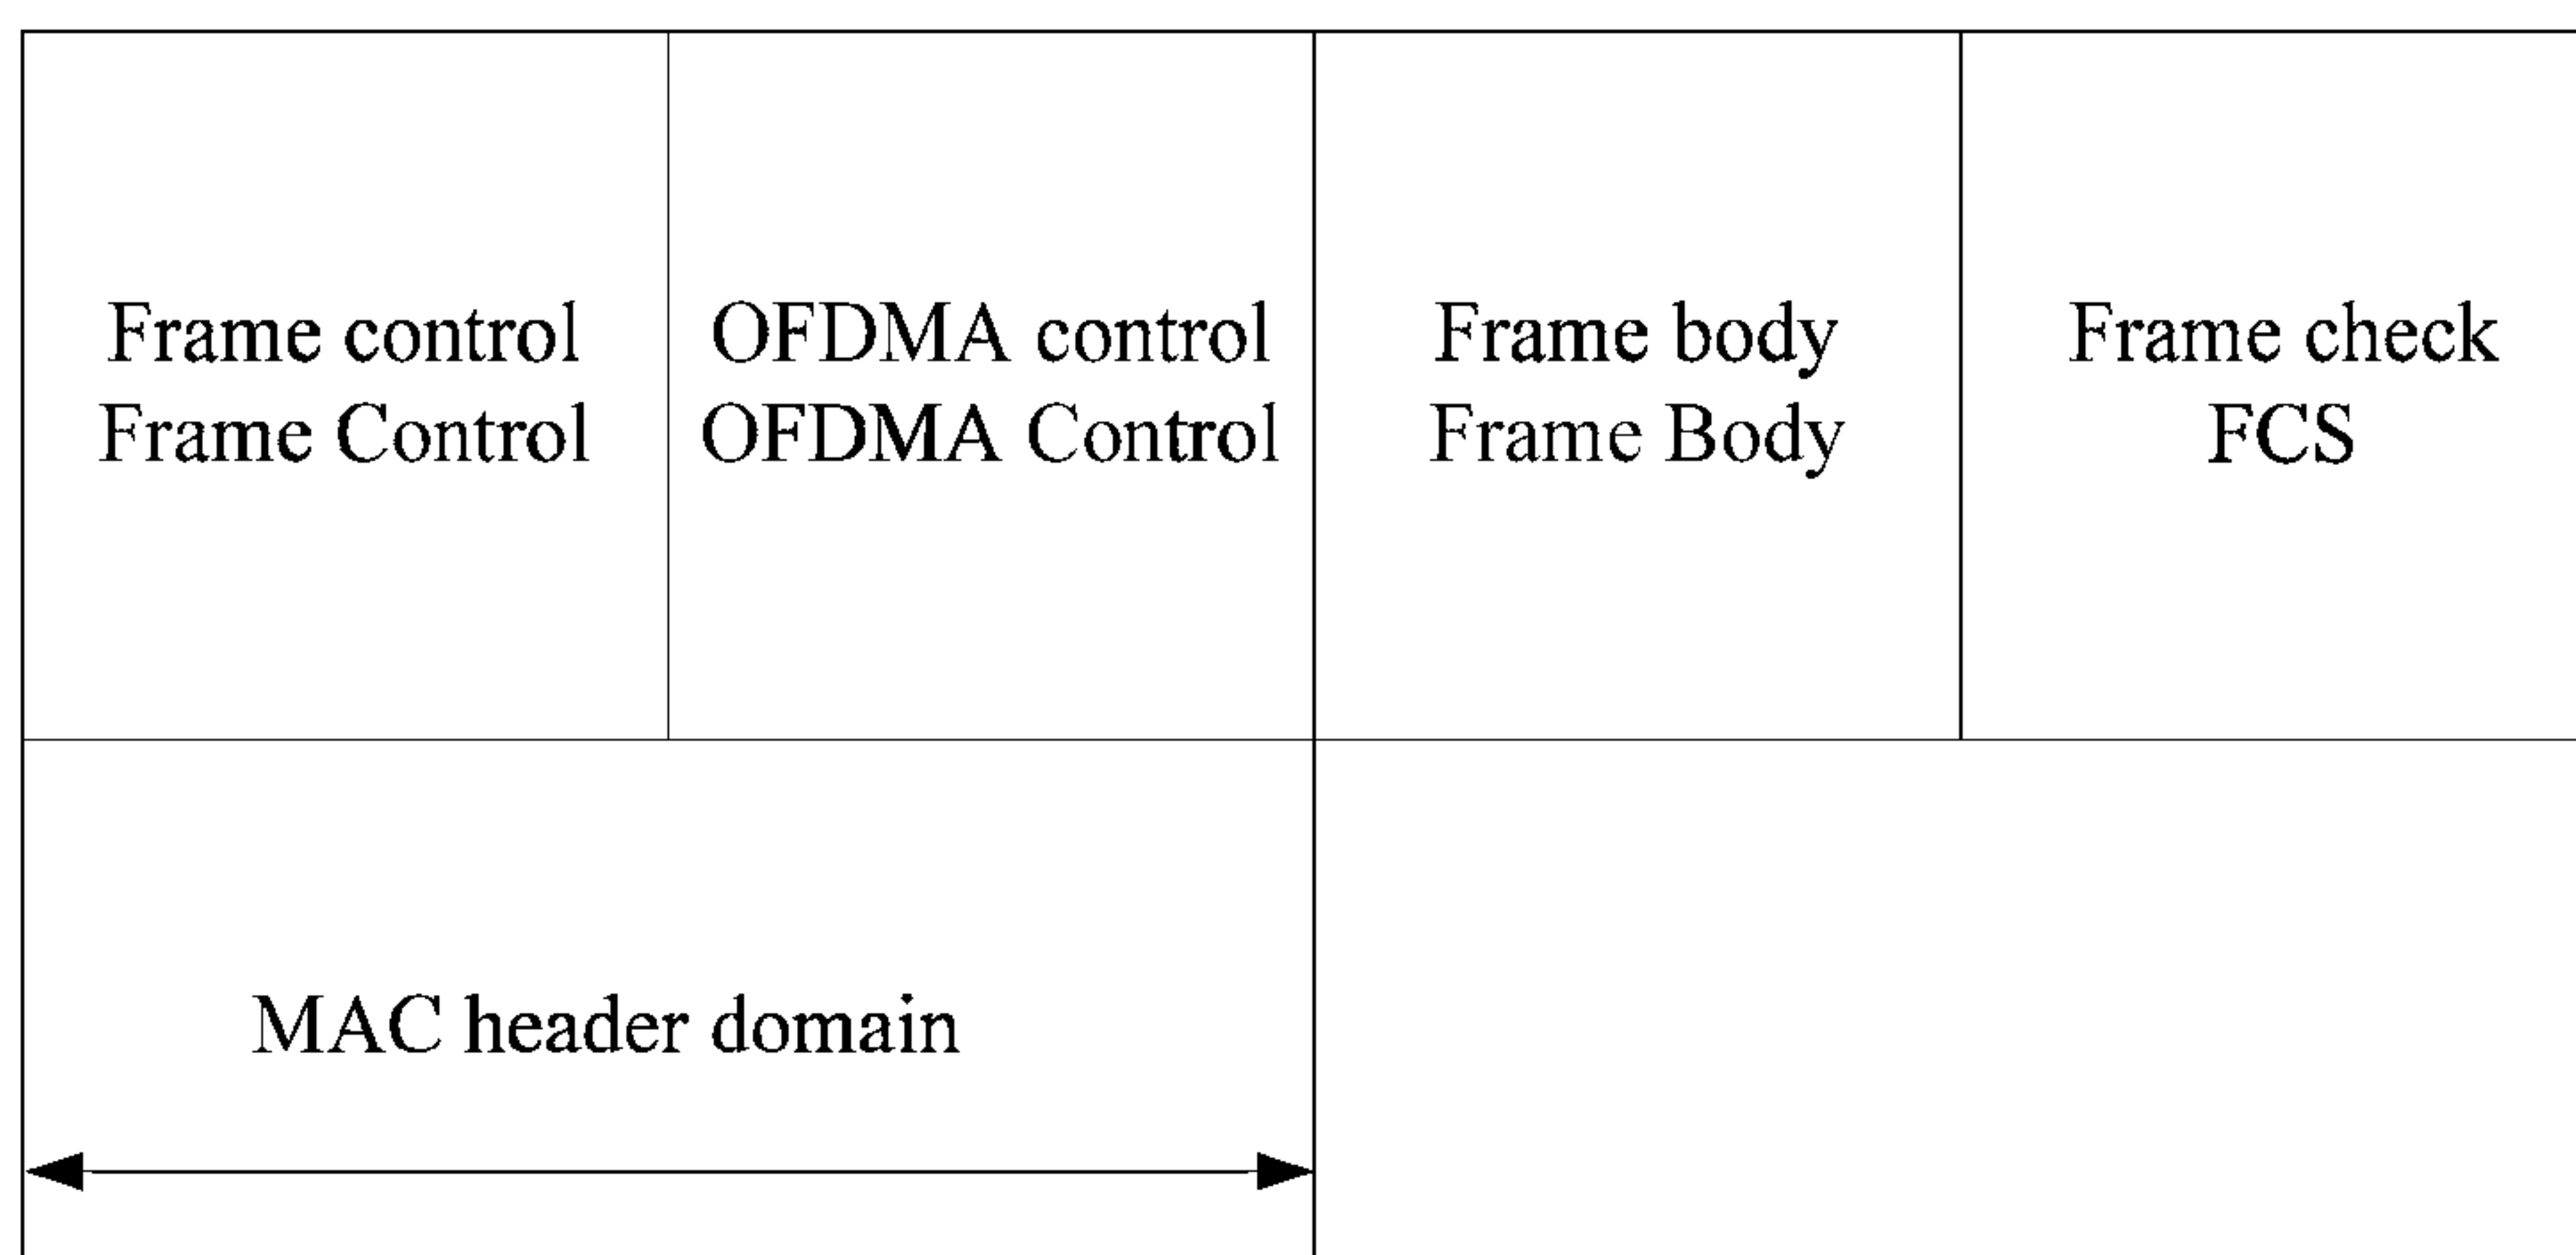 Frame control
Frame Control
OFDMA control
OFDMA Control
Frame body
Frame Body
Frame check
FCS
MAC header domain